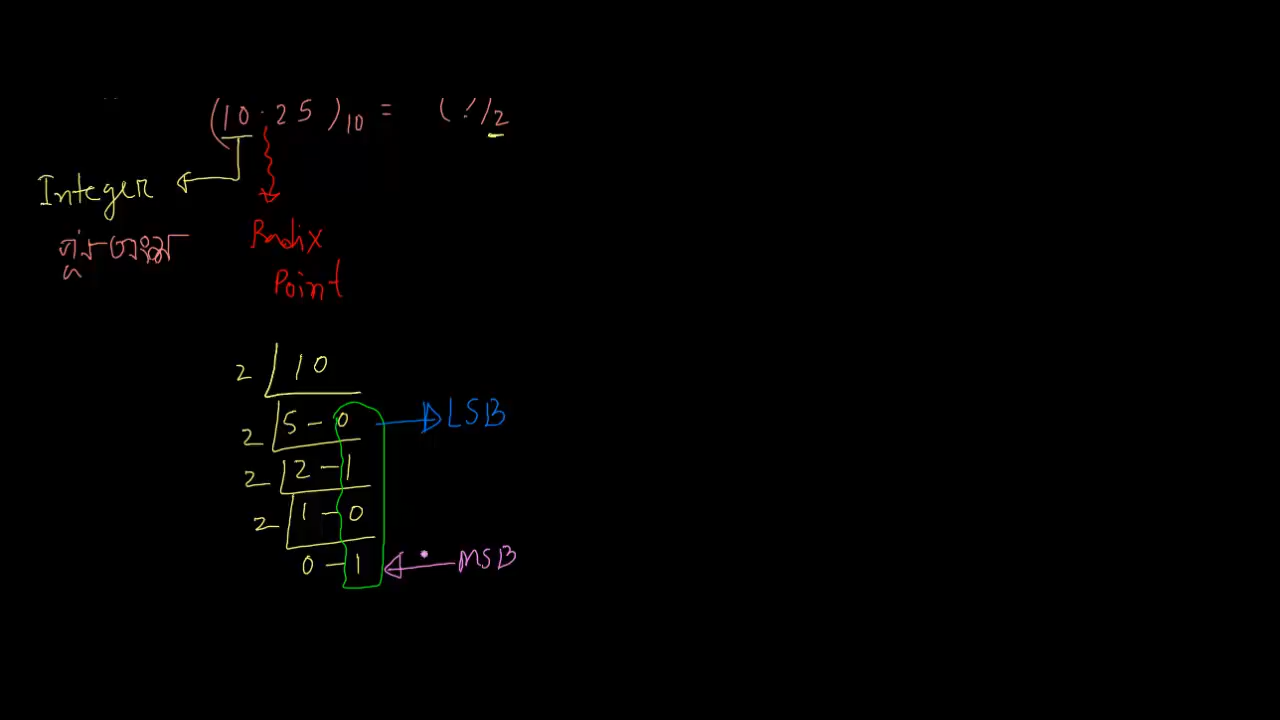 (10.25)10 = (?)2
Integer
পূর্ণ
Radix
Point
2 10
2 5 - 0 LSB
2 2 - 1
2 1 - 0
0 - 1 MSB